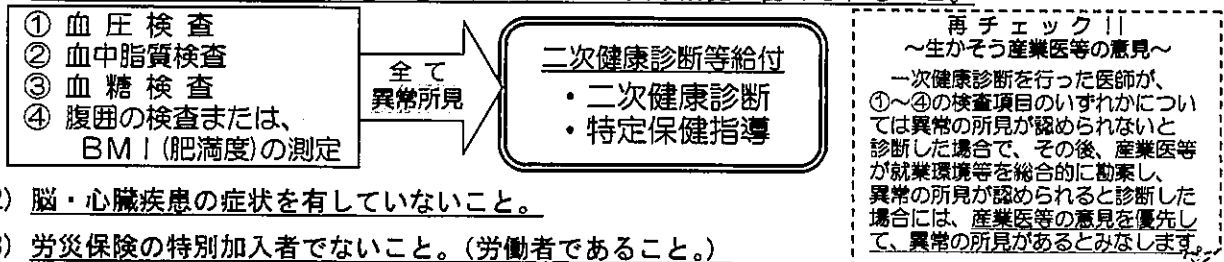 ① 血圧検査
② 血中脂質検査
③ 血糖検査
④ 腹囲の検査または、
BMI(肥満度)の測定
全て
異常所見
二次健康診断等給付
・二次健康診断
・特定保健指導
再チェック!!
~生かそう産業医等の意見~
一次健康診断を行った医師が、
①~④の検査項目のいずれかについ
ては異常の所見が認められないと
診断した場合で、その後、産業医等
が就業環境等を総合的に勘案し、
異常の所見が認められると診断した
場合には、産業医等の意見を優先し
て、異常の所見があるとみなします。
2) 脳・心臓疾患の症状を有していないこと。
3) 労災保険の特別加入者でないこと。(労働者であること。)